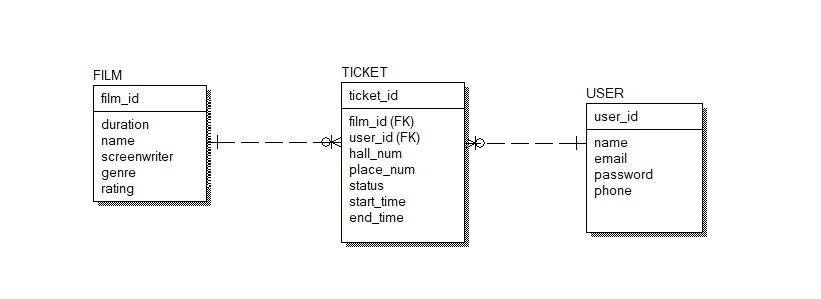 FILM
film_id
duration
name
screenwriter
genre
rating
TICKET
ticket_id
film_id (FK)
user_id (FK)
hall_num
place_num
status
start_time
end_time
USER
user_id
name
email
password
phone